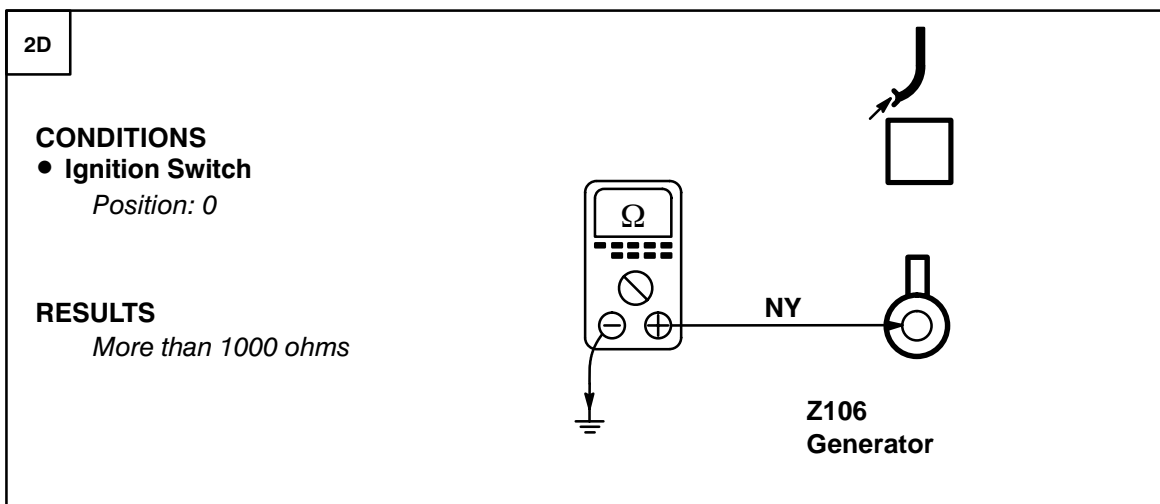 2D
CONDITIONS
● Ignition Switch
Position: 0
RESULTS
More than 1000 ohms
Ω
NY
Z106
Generator